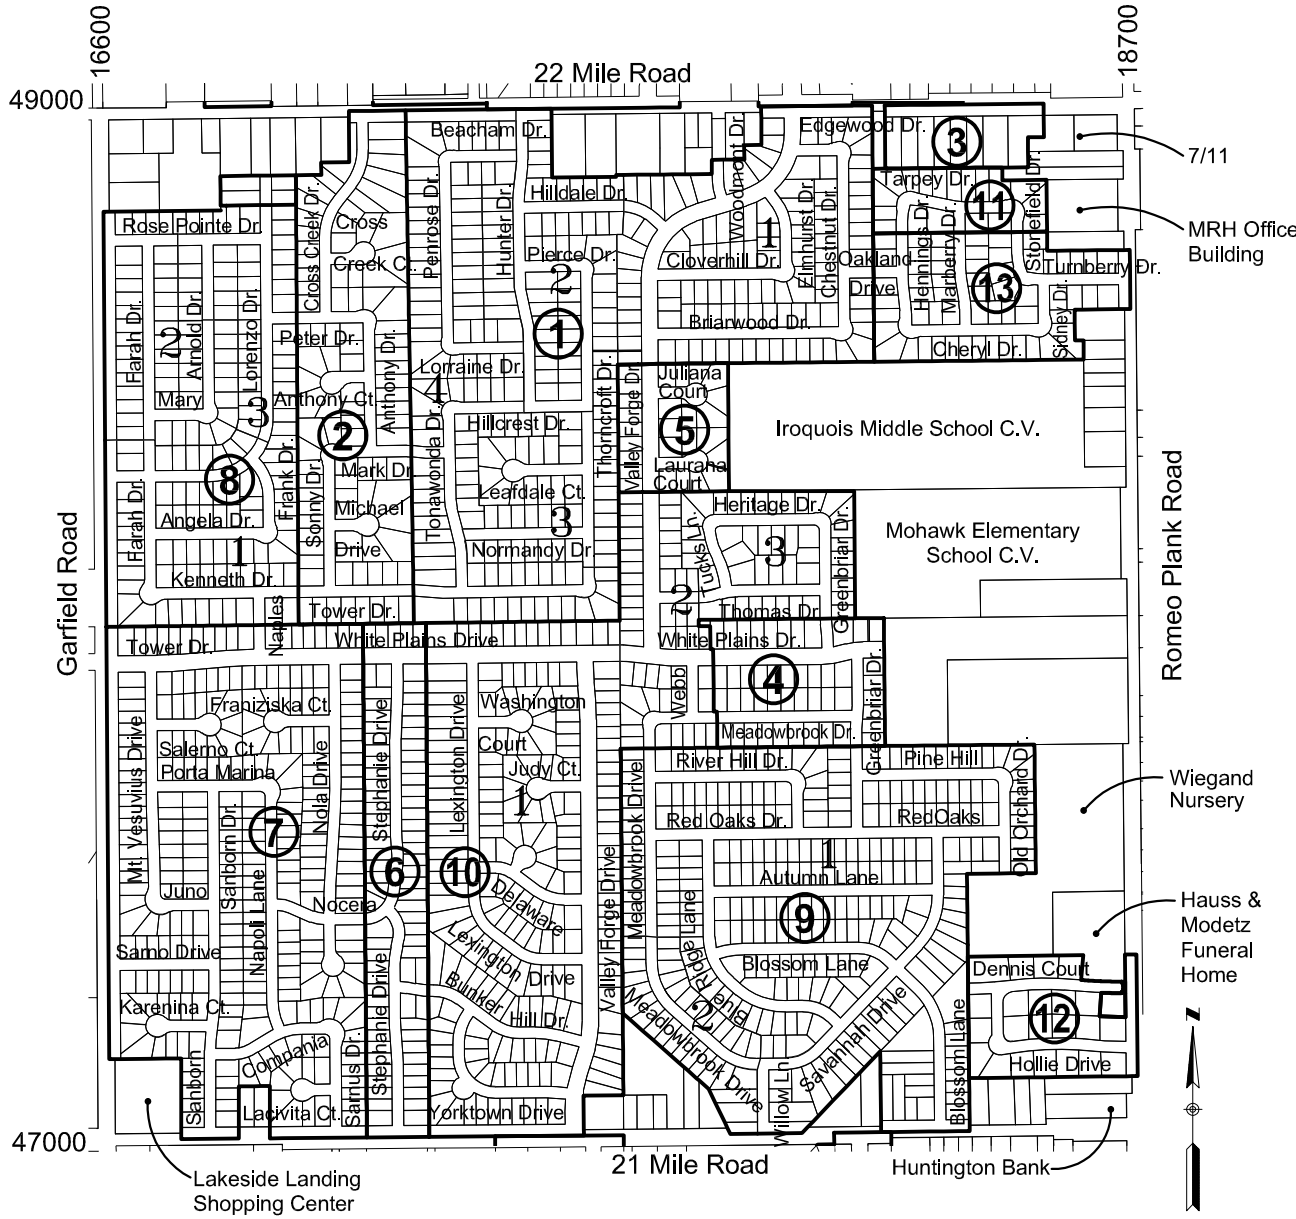 16600
18700
22 Mile Road
49000
Beacham Dr.
Edgewood Dr.
3
7/11
Woodmont Dr.
Tarpey Dr.
Hilldale Dr.
11
Stonefield Dr.
MRH Office
Building
Rose Pointe Dr.
Cross Creek Dr.
Cross
Creek Ct.
Penrose Dr.
Hunter Dr.
Pierce Dr.
2
1
Cloverhill Dr.
Elmhurst Dr.
Chestnut Dr.
Oakland
Drive
Hennings Dr.
Marberry Dr.
13
Turnberry Dr.
Sidney Dr.
Farah Dr.
2
Arnold Dr.
Lorenzo Dr.
Peter Dr.
Anthony Dr.
1
Briarwood Dr.
Cheryl Dr.
Lorraine Dr.
4
Mary
3
Anthony Ct.
2
Hillcrest Dr.
Thorncroft Dr.
Valley Forge Dr.
Juliana
Court
5
Laurana
Court
Iroquois Middle School C.V.
8
Frank Dr.
Sonny Dr.
Mark Dr.
Tonawonda Dr.
Leafdale Ct.
3
Farah Dr.
Angela Dr.
1
Michael
Drive
Normandy Dr.
Kenneth Dr.
Heritage Dr.
Tucks Ln.
3
Greenbriar Dr.
2
Thomas Dr.
Mohawk Elementary
School C.V.
Garfield Road
Romeo Plank Road
Naples
Tower Dr.
Tower Dr.
White Plains Drive
White Plains Dr.
Webb
4
Meadowbrook Dr.
Greenbriar Dr.
Franziska Ct.
Salerno Ct.
Porta Marina
Mt. Vesuvius Drive
Nola Drive
Stephanie Drive
Lexington Drive
Washington
Court
Judy Ct.
1
River Hill Dr.
Pine Hill
Old Orchard Dr.
Wiegand
Nursery
Meadowbrook Drive
Red Oaks Dr.
RedOaks
7
Sanborn Dr.
6
10
1
Autumn Lane
Juno
Nocera
Delaware
9
Hauss &
Modetz
Funeral
Home
Napoli Lane
Valley Forge Drive
Blue Ridge Lane
Blossom Lane
Sarno Drive
Lexington Drive
Dennis Court
Karenina Ct.
Stephanie Drive
Bunker
Hill Dr.
2
Meadowbrook Drive
Savannah Drive
12
Hollie Drive
Compania
Sarnus Dr.
Sanborn
Lacivita Ct.
Yorktown Drive
Willow Ln.
Blossom Lane
47000
21 Mile Road
Huntington Bank
Lakeside Landing
Shopping Center
N